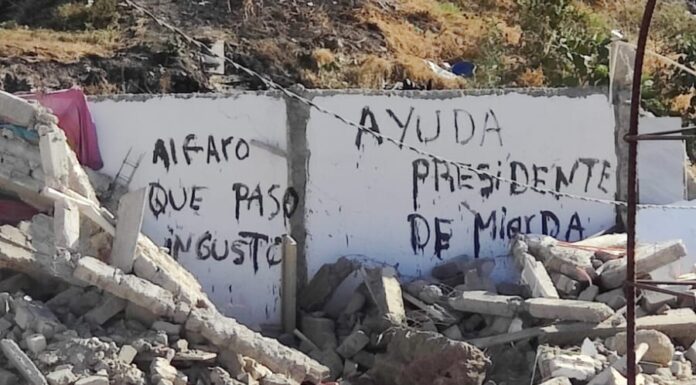 AlFARO
QUE PASO
iNGUSTO
AYUDA
PRESIDENTE
DE MiERDA